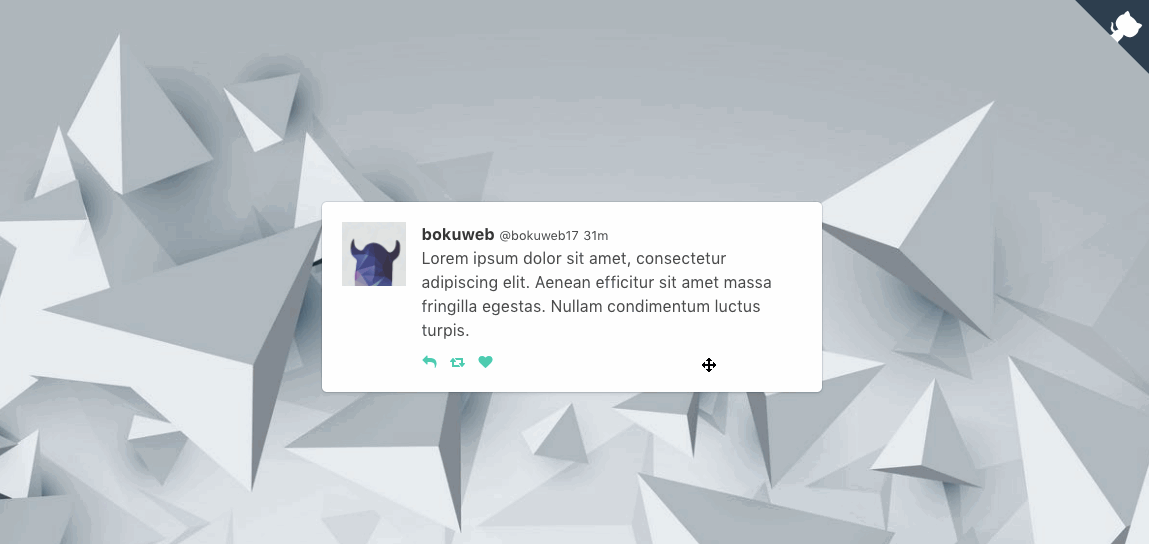 bokuweb @bokuweb17 31m
Lorem ipsum dolor sit amet, consectetur
adipiscing elit. Aenean efficitur sit amet massa
fringilla egestas. Nullam condimentum luctus
turpis.